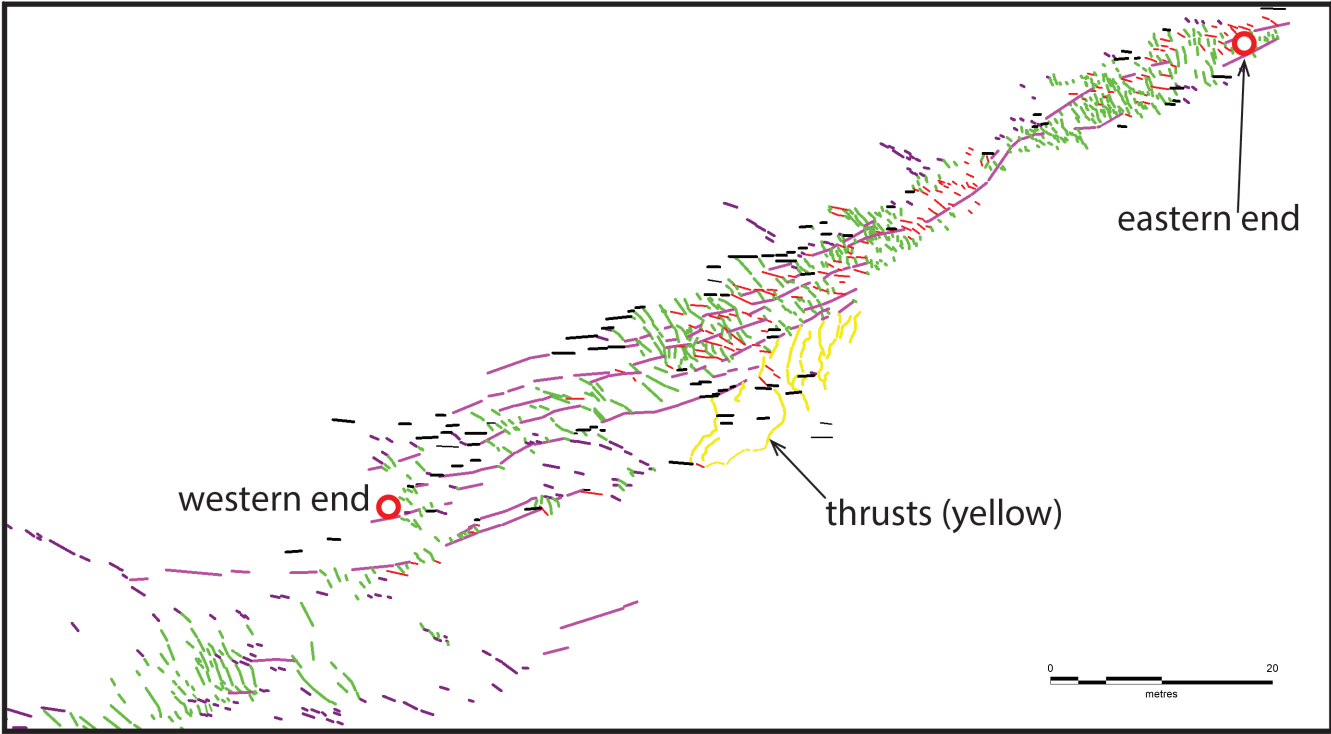 eastern end
western end
thrusts (yellow)
0 20
metres